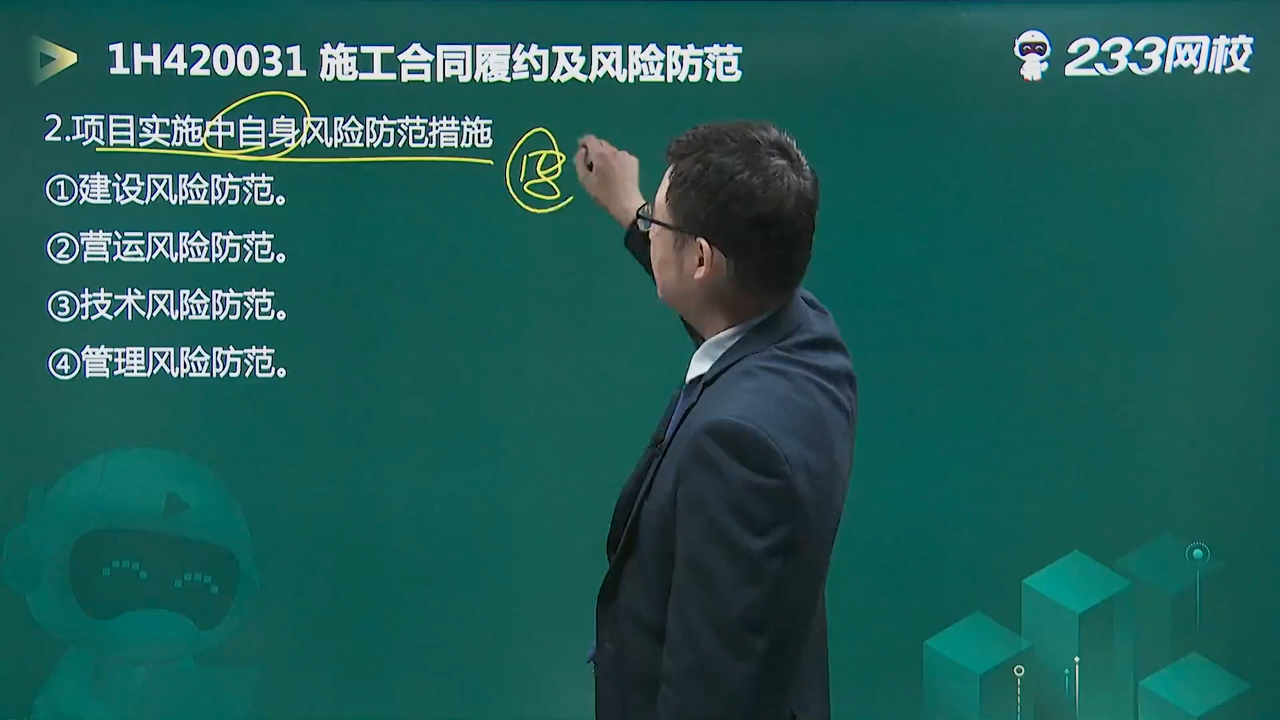 1H420031 施工合同履约及风险防范
233网校
2.项目实施中自身风险防范措施
①建设风险防范。
②营运风险防范。
③技术风险防范。
④管理风险防范。